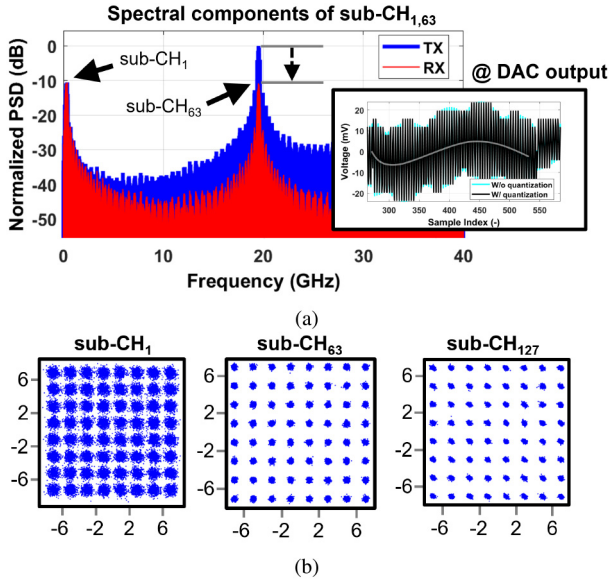 Spectral components of sub-CH1,63
Normalized PSD (dB)
0
-10
-20
-30
-40
-50
sub-CH1
sub-CH63
TX
RX
@ DAC output
Voltage (mV)
20
10
0
-10
-20
W/o quantization
W/ quantization
300 350 400 450 500 550
Sample Index (-)
0 10 20 30 40
Frequency (GHz)
(a)
sub-CH1 sub-CH63 sub-CH127
6
2
-2
-6
-6 -2 2 6
6
2
-2
-6
-6 -2 2 6
6
2
-2
-6
-6 -2 2 6
(b)